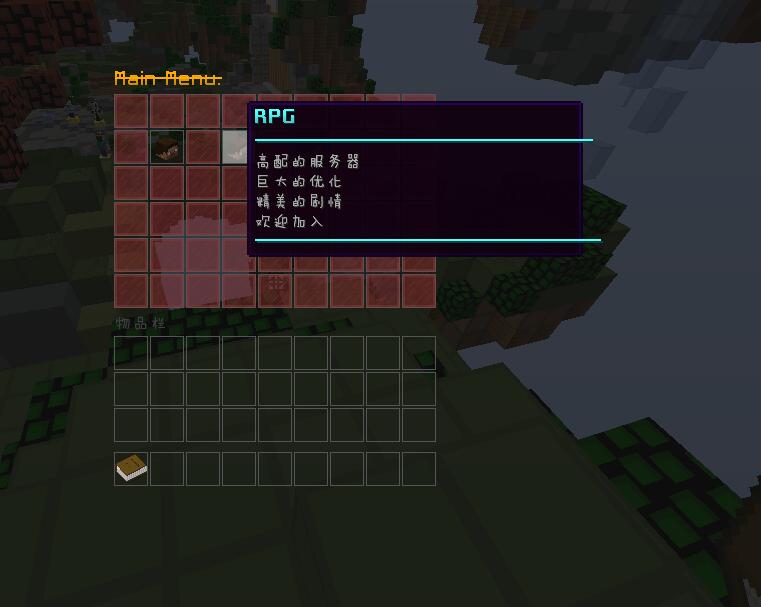 Main Menu:
RPG
高配的服务器
巨大的优化
精美的剧情
欢迎加入
物品栏